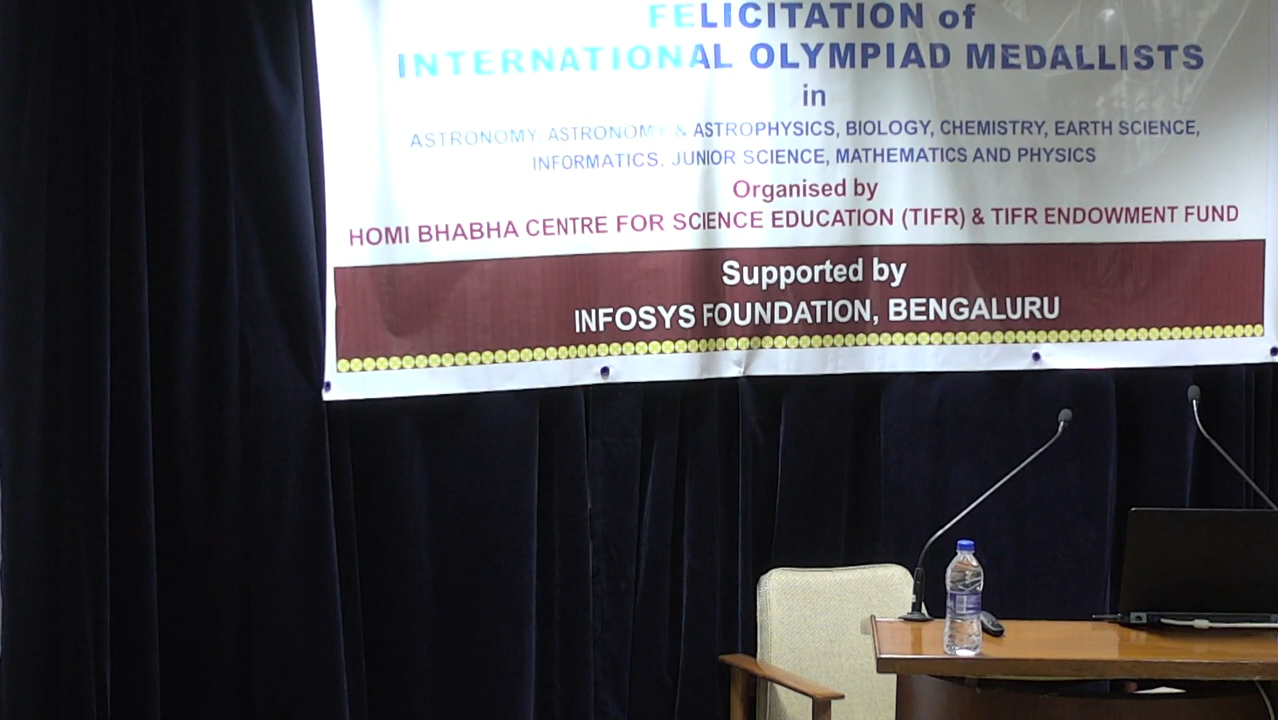 FELICITATION of
INTERNATIONAL OLYMPIAD MEDALLISTS
in
ASTRONOMY, ASTRONOMY & ASTROPHYSICS, BIOLOGY, CHEMISTRY, EARTH SCIENCE,
INFORMATICS, JUNIOR SCIENCE, MATHEMATICS AND PHYSICS
Organised by
HOMI BHABHA CENTRE FOR SCIENCE EDUCATION (TIFR) & TIFR ENDOWMENT FUND
Supported by
INFOSYS FOUNDATION, BENGALURU